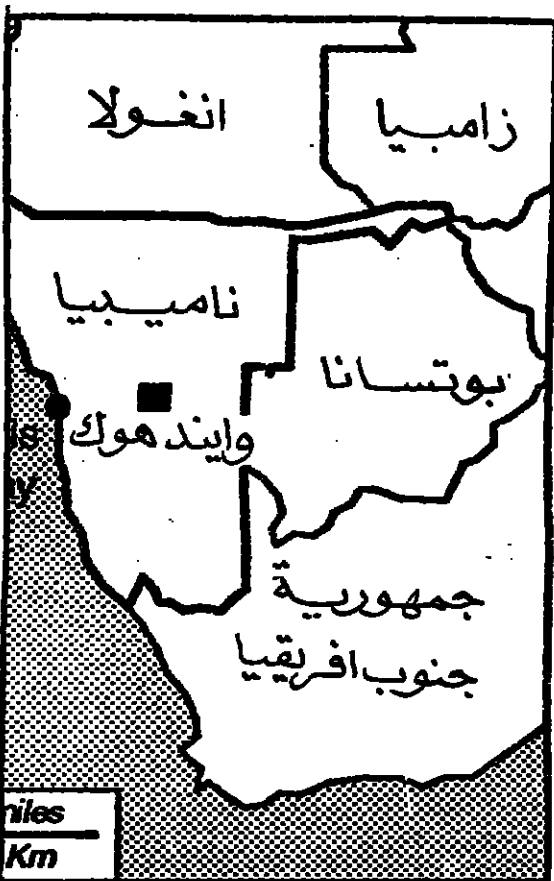 انغولا
زامبيا
ناميبيا
بوتسانا
وايندهوك
جمهورية
جنوب افريقيا
miles
Km